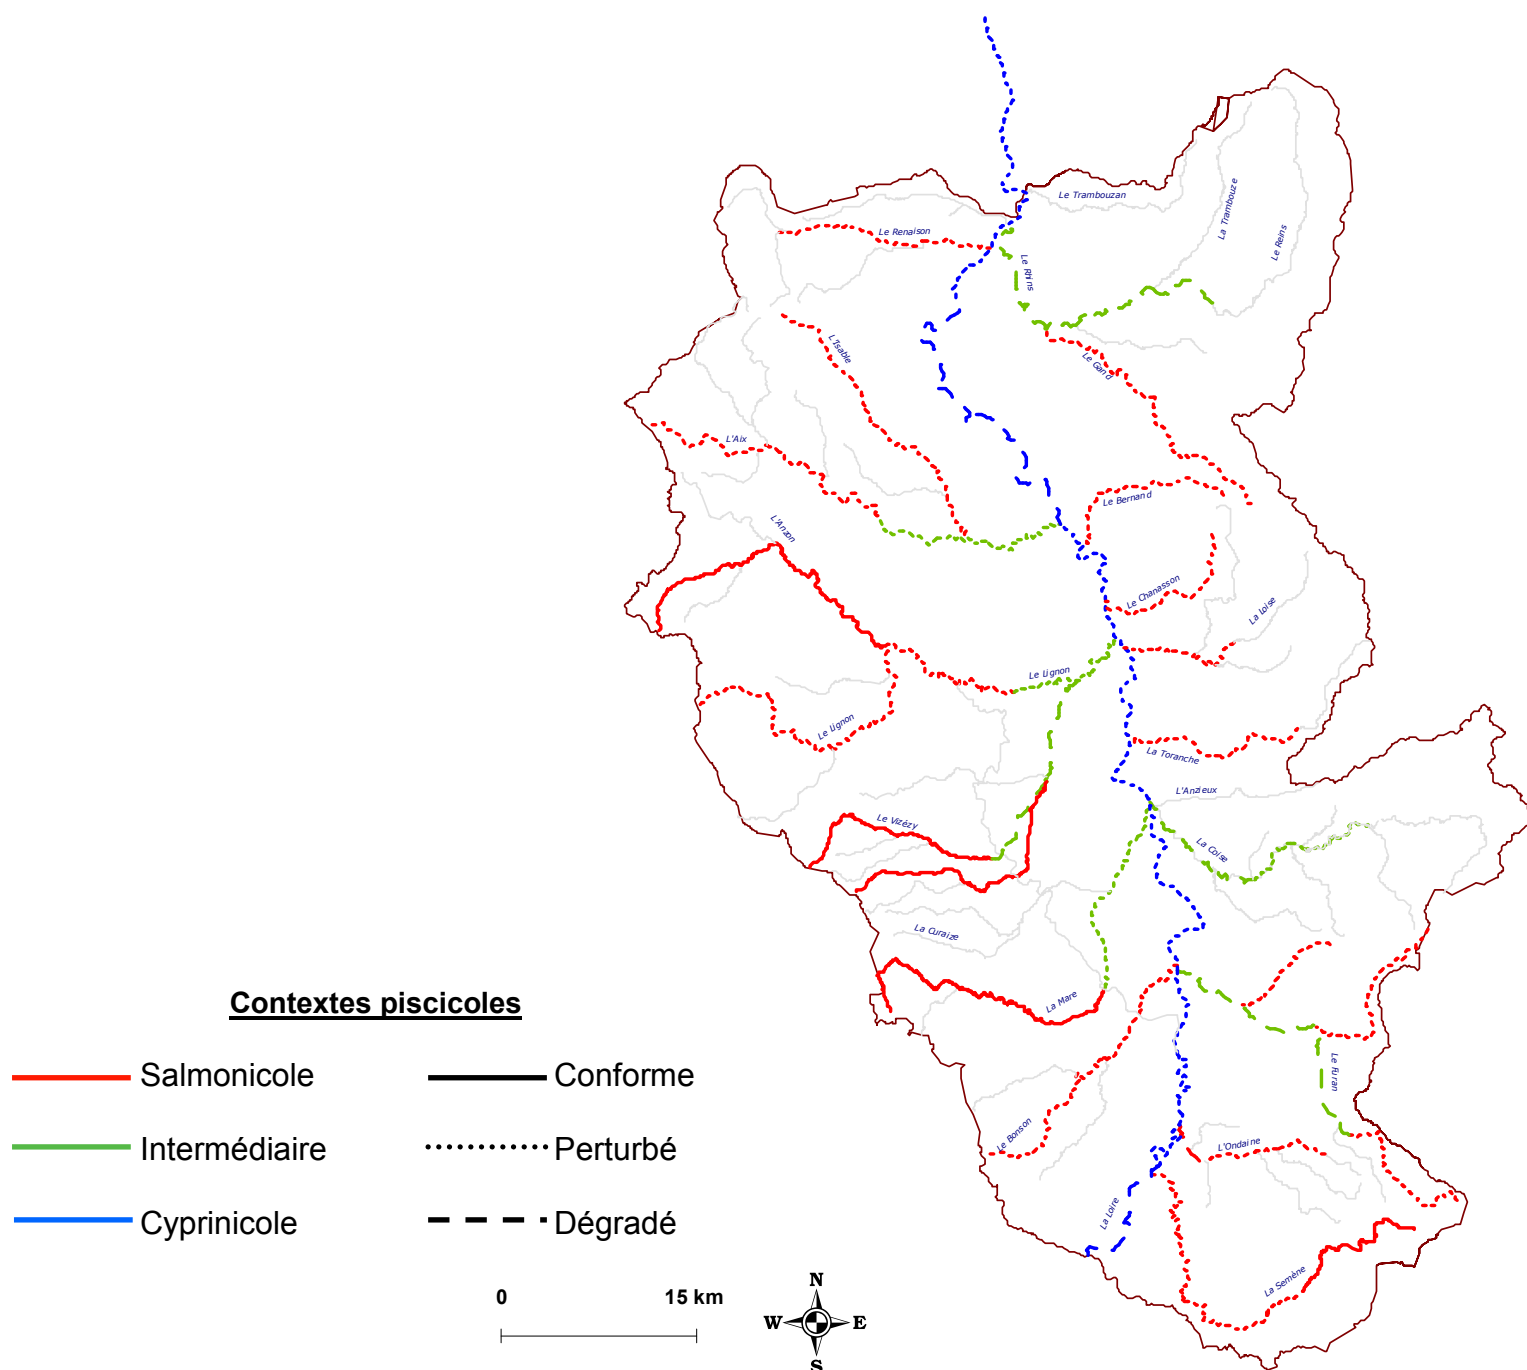 Le Trambouzan
La Trambouze
Le Reins
Le Renaison
Le Rhins
L'Isable
Le Gand
L'Aix
Le Bernand
L'Anzon
Le Chanasson
La Loise
Le Lignon
Le Lignon
La Toranche
L'Anzieux
Le Vizézy
La Coise
La Curaize
La Mare
Le Furan
Le Bonson
L'Ondaine
La Loire
La Semène
Contextes piscicoles
Salmonicole
Conforme
Intermédiaire
Perturbé
Cyprinicole
Dégradé
0 15 km
N
W E
S